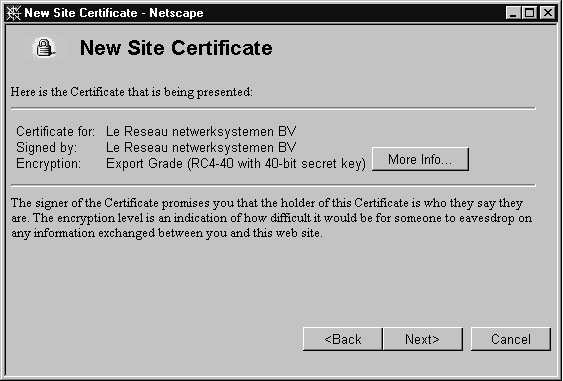 New Site Certificate - Netscape
New Site Certificate
Here is the Certificate that is being presented:
Certificate for: Le Reseau netwerksystemen BV
Signed by: Le Reseau netwerksystemen BV
Encryption: Export Grade (RC4-40 with 40-bit secret key) More Info...
The signer of the Certificate promises you that the holder of this Certificate is who they say they
are. The encryption level is an indication of how difficult it would be for someone to eavesdrop on
any information exchanged between you and this web site.
<Back Next> Cancel